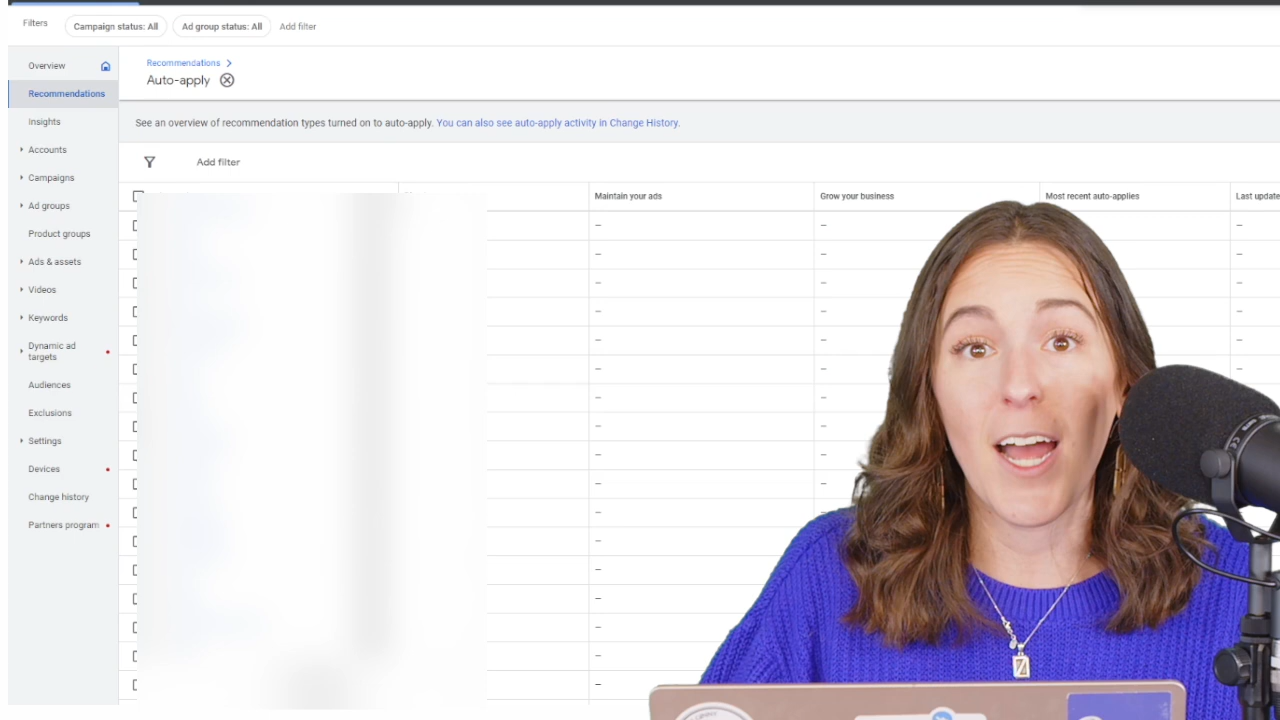 Filters
Campaign status: All
Ad group status: All
Add filter
Overview
Recommendations
Insights
Accounts
Campaigns
Ad groups
Product groups
Ads & assets
Videos
Keywords
Dynamic ad
targets
Audiences
Exclusions
Settings
Devices
Change history
Partners program
Recommendations
Auto-apply
See an overview of recommendation types turned on to auto-apply. You can also see auto-apply activity in Change History.
Add filter
Maintain your ads
Grow your business
Most recent auto-applies
Last update